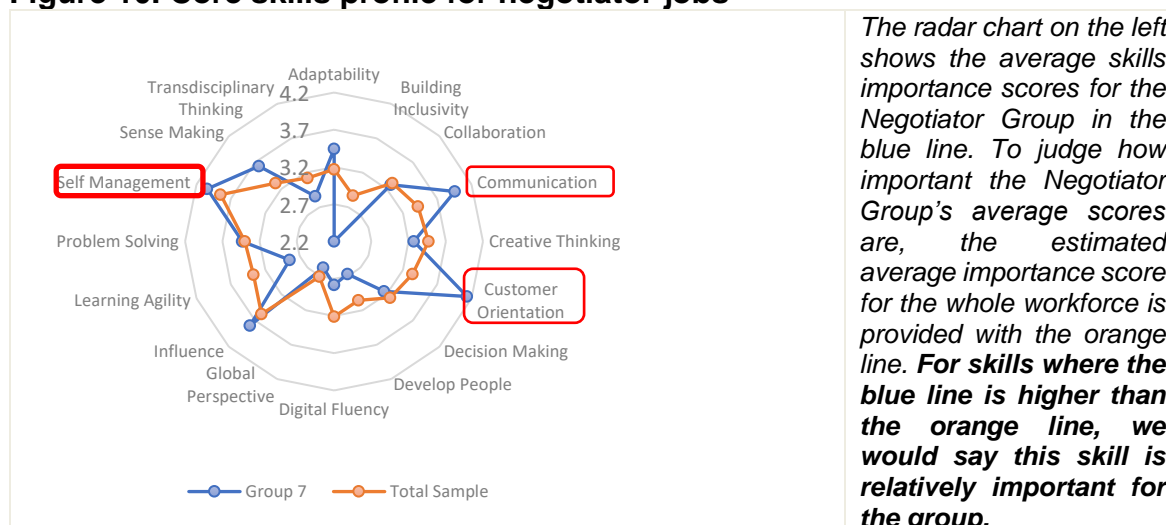 Figure 10. Core skills profile for negotiator jobs
Adaptability
Building
Inclusivity
Collaboration
Communication
Creative Thinking
Customer
Orientation
Decision Making
Develop People
Digital Fluency
Global
Perspective
Influence
Learning Agility
Problem Solving
Self Management
Sense Making
Transdisciplinary
Thinking
4.2
3.7
3.2
2.7
2.2
Group 7
Total Sample
The radar chart on the left
shows the average skills
importance scores for the
Negotiator Group in the
blue line. To judge how
important the Negotiator
Group's average scores
are, the estimated
average importance score
for the whole workforce is
provided with the orange
line. For skills where the
blue line is higher than
the orange line, we
would say this skill is
relatively important for
the group.